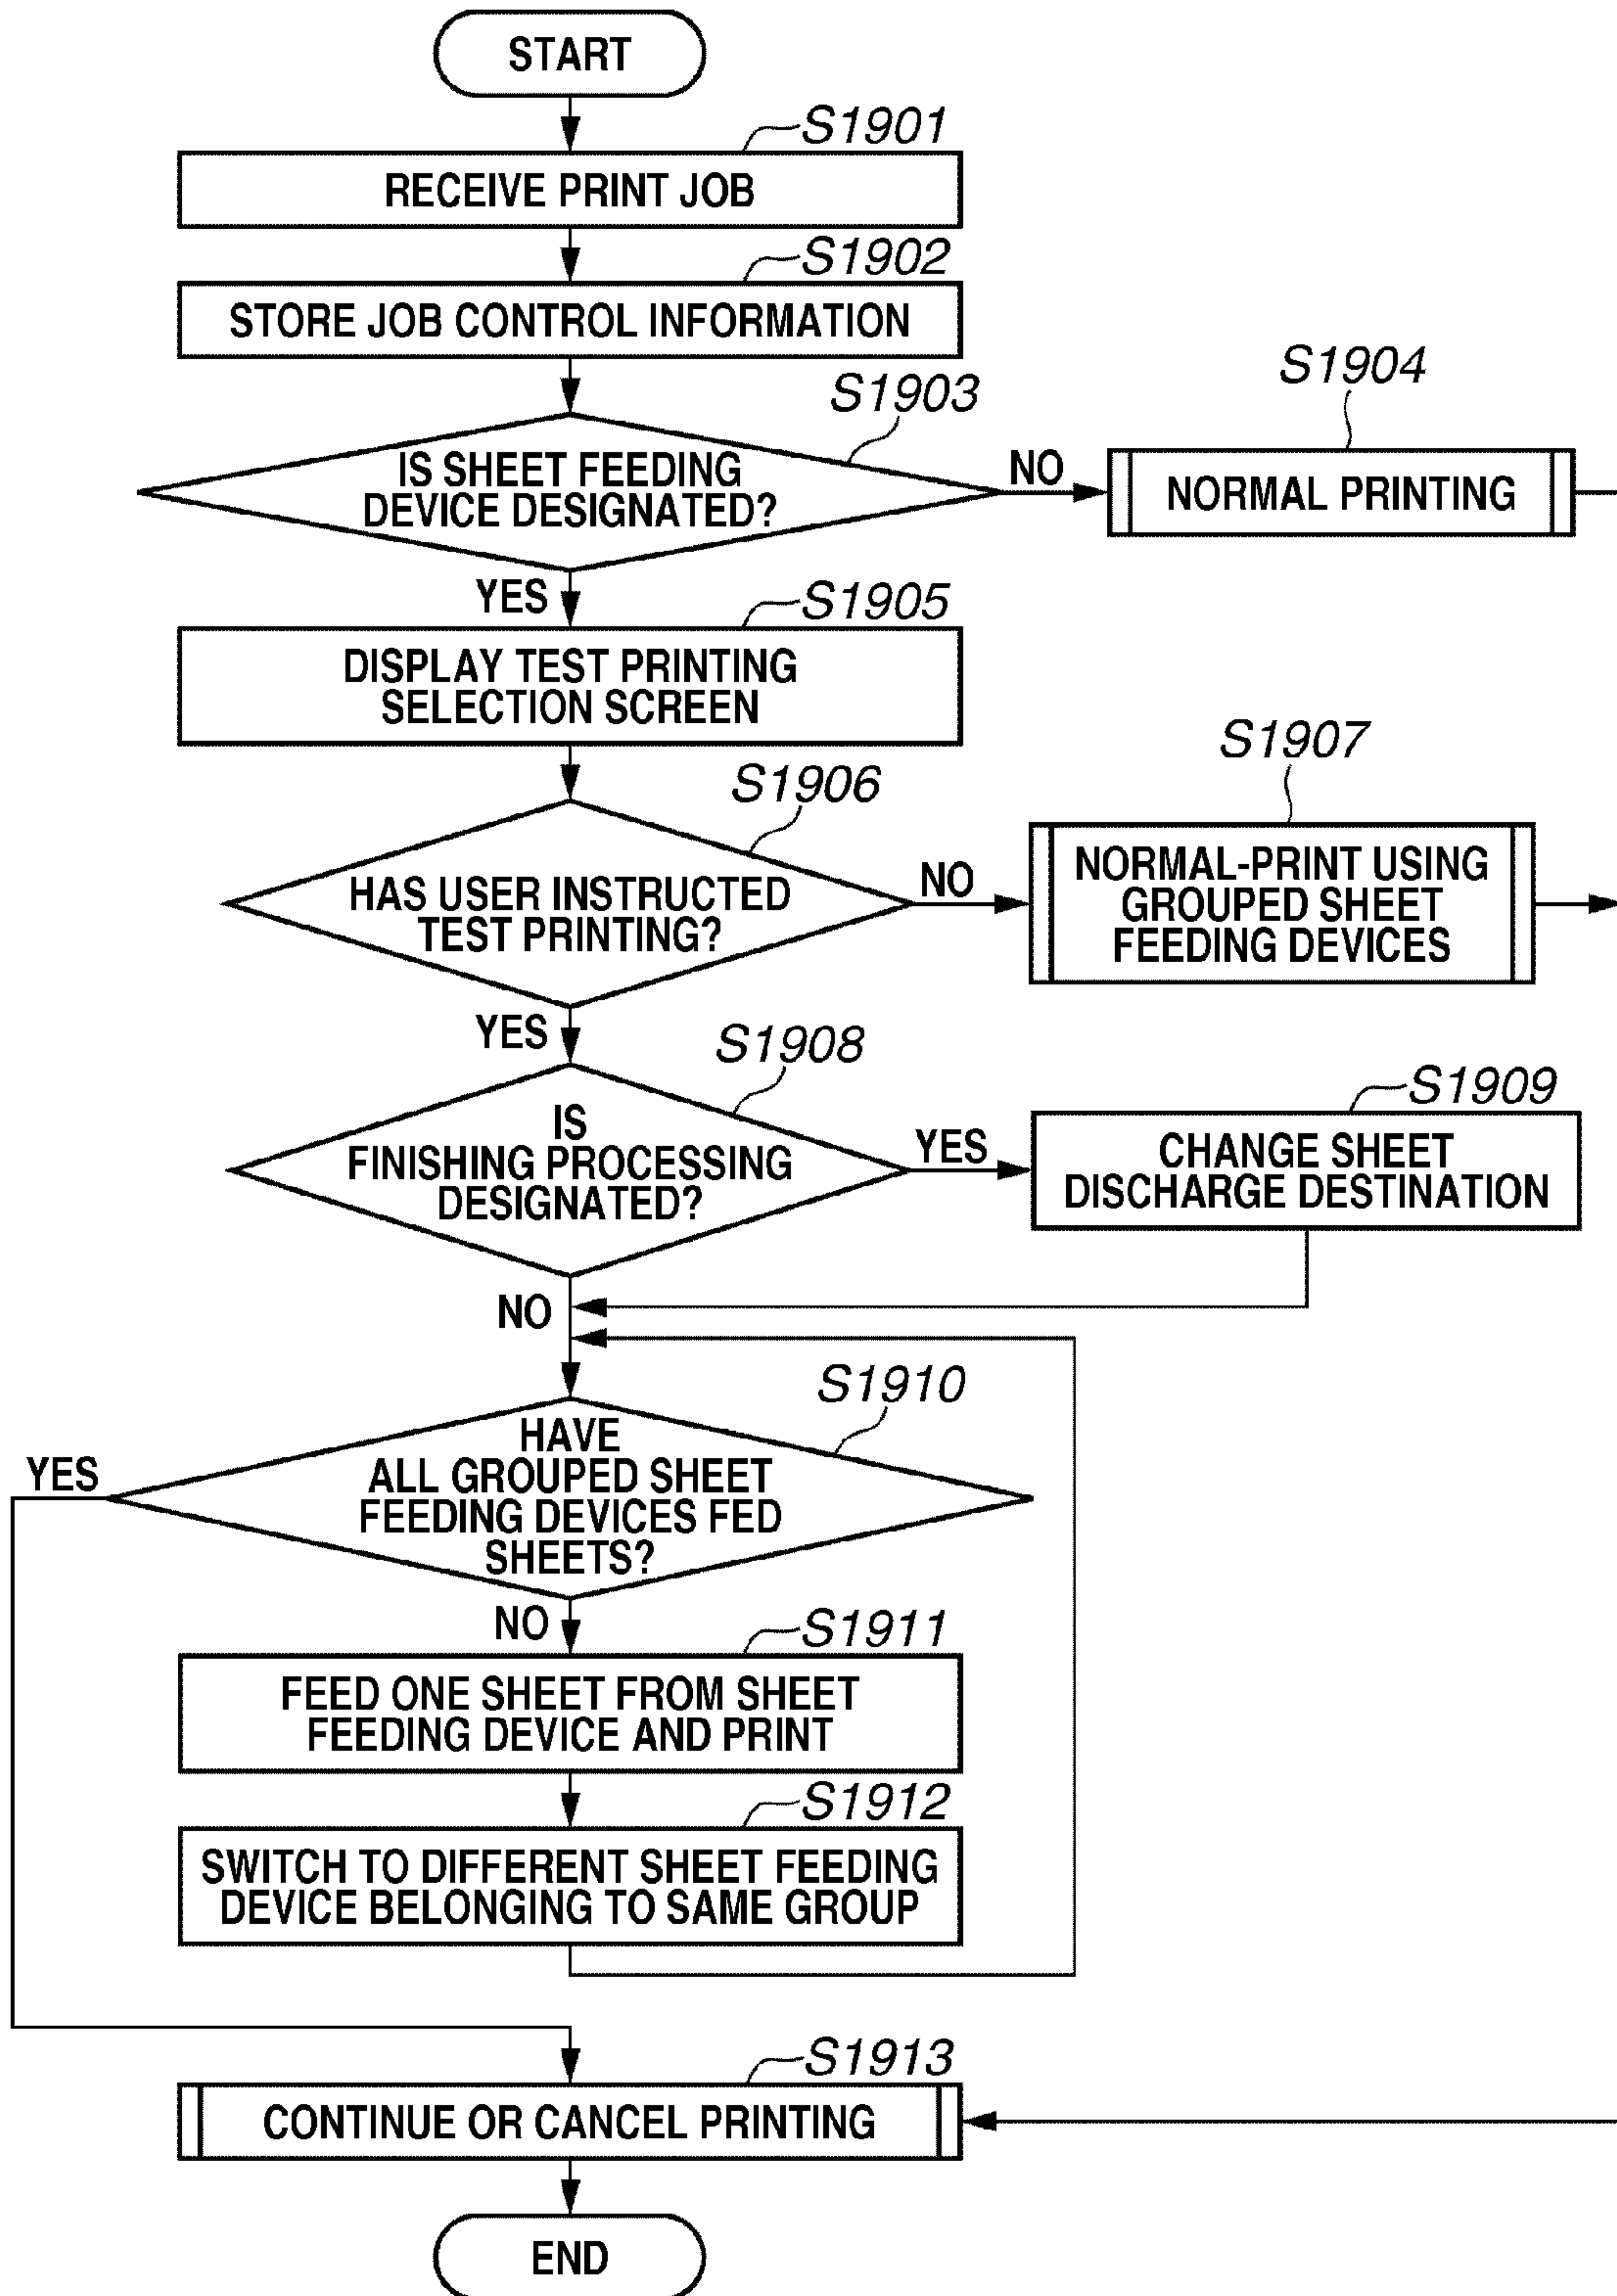 START
S1901
RECEIVE PRINT JOB
S1902
STORE JOB CONTROL INFORMATION
S1903
IS SHEET FEEDING
DEVICE DESIGNATED?
NO
S1904
NORMAL PRINTING
YES
S1905
DISPLAY TEST PRINTING
SELECTION SCREEN
S1906
HAS USER INSTRUCTED
TEST PRINTING?
NO
S1907
NORMAL-PRINT USING
GROUPED SHEET
FEEDING DEVICES
YES
S1908
IS
FINISHING PROCESSING
DESIGNATED?
YES
S1909
CHANGE SHEET
DISCHARGE DESTINATION
NO
S1910
HAVE
ALL GROUPED SHEET
FEEDING DEVICES FED
SHEETS?
YES
NO
S1911
FEED ONE SHEET FROM SHEET
FEEDING DEVICE AND PRINT
S1912
SWITCH TO DIFFERENT SHEET FEEDING
DEVICE BELONGING TO SAME GROUP
S1913
CONTINUE OR CANCEL PRINTING
END